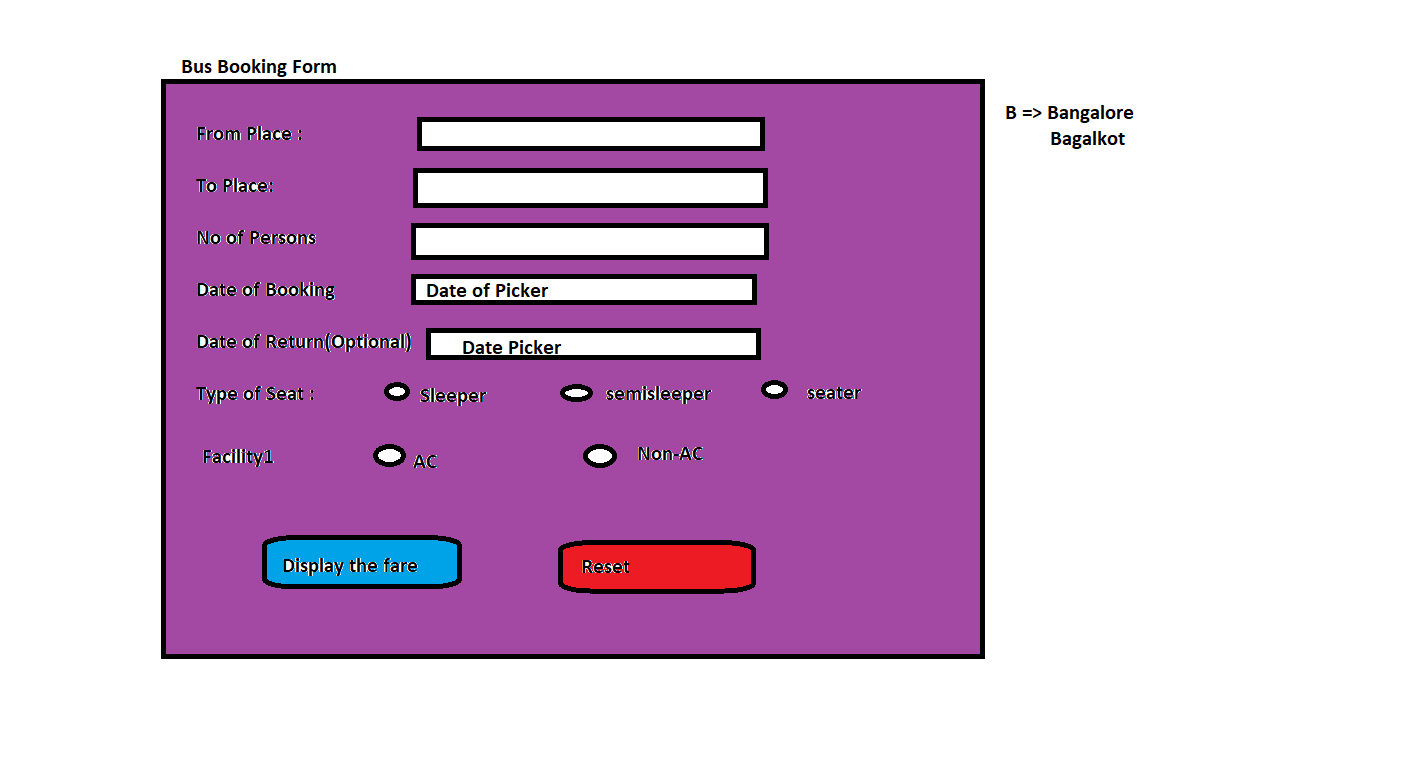 Bus Booking Form
B => Bangalore
Bagalkot
From Place :
To Place:
No of Persons
Date of Booking
Date of Picker
Date of Return(Optional)
Date Picker
Type of Seat :
Sleeper
semisleeper
seater
Facility1
AC
Non-AC
Display the fare
Reset